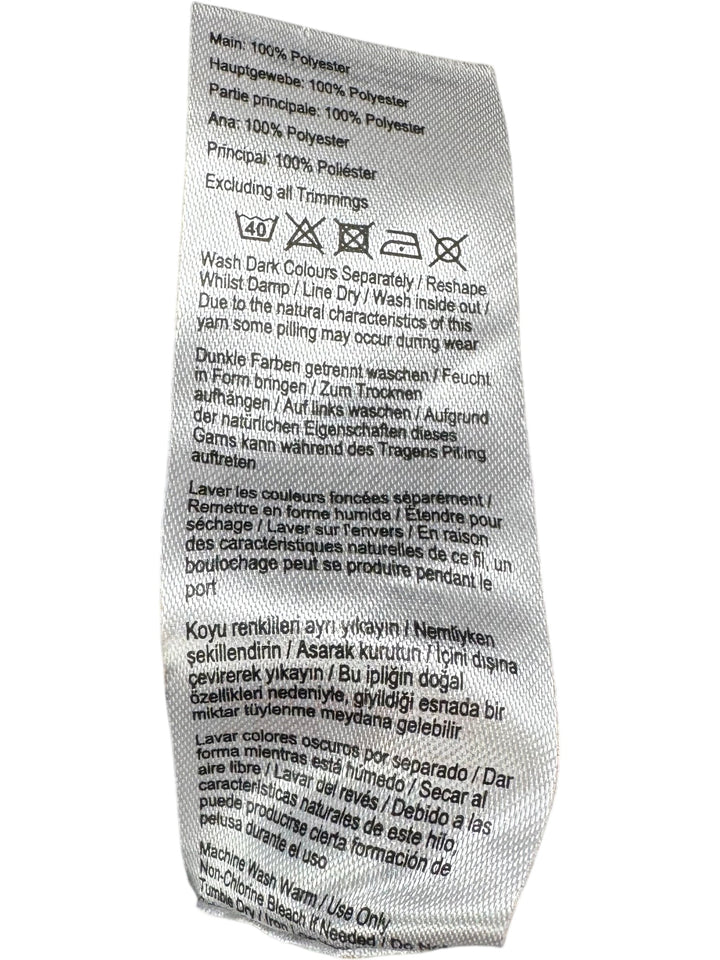 Main: 100% Polyester
Hauptgewebe: 100% Polyester
Partie principale: 100% Polyester
Ana: 100% Polyester
Principal: 100% Poliéster
Excluding all Trimmings
40
Wash Dark Colours Separately / Reshape
Whilst Damp / Line Dry / Wash inside out /
Due to the natural characteristics of this
yarn some pilling may occur during wear
Dunkle Farben getrennt waschen / Feucht
in Form bringen / Zum Trocknen
aufhängen / Auf links waschen / Aufgrund
der natürlichen Eigenschaften dieses
Garns kann während des Tragens Pilling
auftreten
Laver les couleurs foncées séparément /
Remettre en forme humide / Étendre pour
séchage / Laver sur l'envers / En raison
des caractéristiques naturelles de ce fil, un
boulochage peut se produire pendant le
port
Koyu renklileri ayrı yıkayın / Nemliyken
şekillendirin / Asarak kurutun / İçini dışına
çevirerek yıkayın / Bu ipliğin doğal
özellikleri nedeniyle, giyildiği esnada bir
miktar tüylenme meydana gelebilir
Lavar colores oscuros por separado / Dar
forma mientras está húmedo / Secar al
aire libre / Lavar del revés / Debido a las
características naturales de este hilo,
puede producirse cierta formación de
pelusa durante el uso
Machine Wash Warm / Use Only
Non-Chlorine Bleach If Needed / Do Not
Tumble Dry / Iron